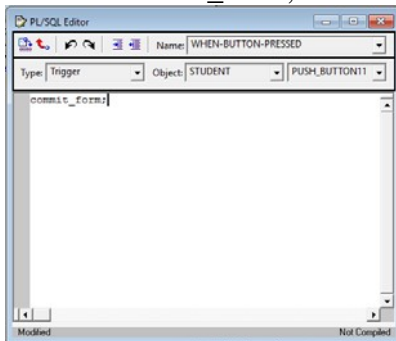 PL/SQL Editor
Name: WHEN-BUTTON-PRESSED
Type: Trigger Object: STUDENT PUSH_BUTTON11
commit_form;
Modified Not Compiled